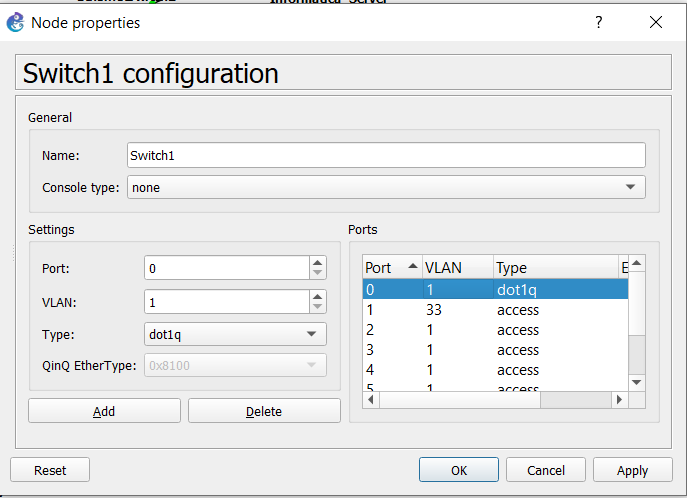 Informatica Server
Node properties
?
Switch1 configuration
General
Name: Switch1
Console type: none
Settings
Port: 0
VLAN: 1
Type: dot1q
QinQ EtherType: 0x8100
Add Delete
Ports
Port VLAN Type E
0 1 dot1q
1 33 access
2 1 access
3 1 access
4 1 access
5 1 access
Reset OK Cancel Apply